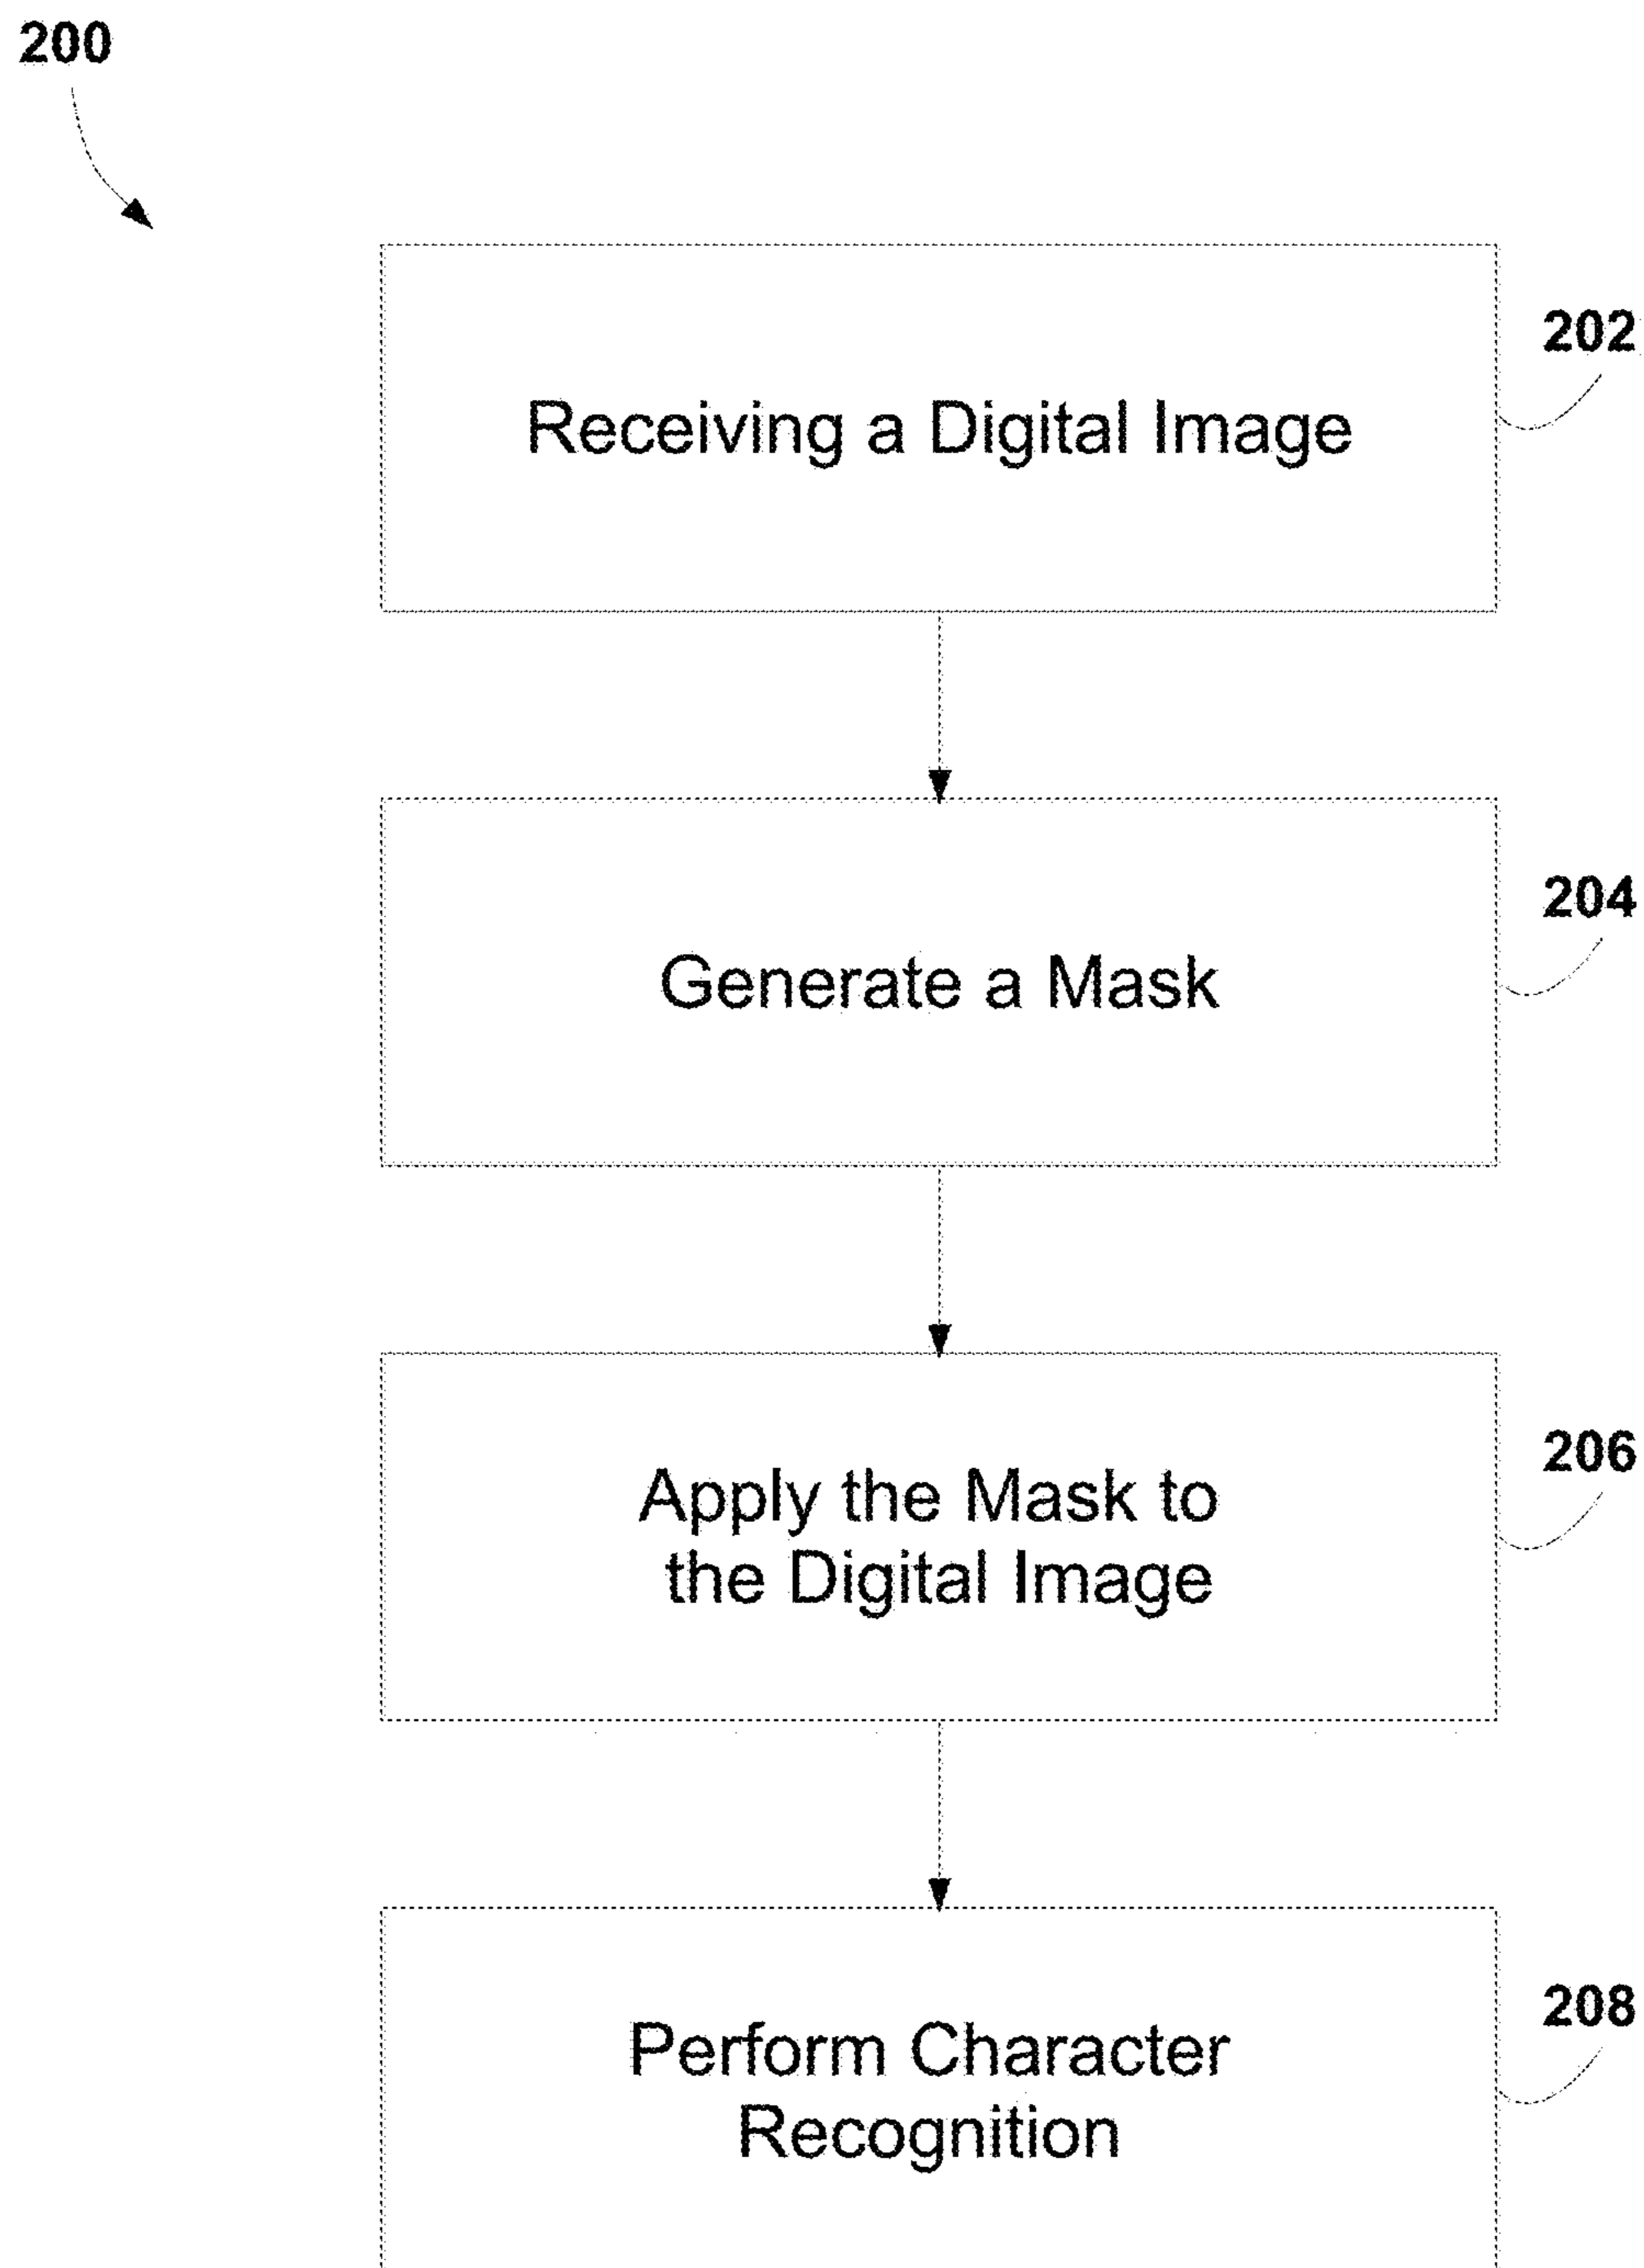 200
Receiving a Digital Image
202
Generate a Mask
204
Apply the Mask to
the Digital Image
206
Perform Character
Recognition
208